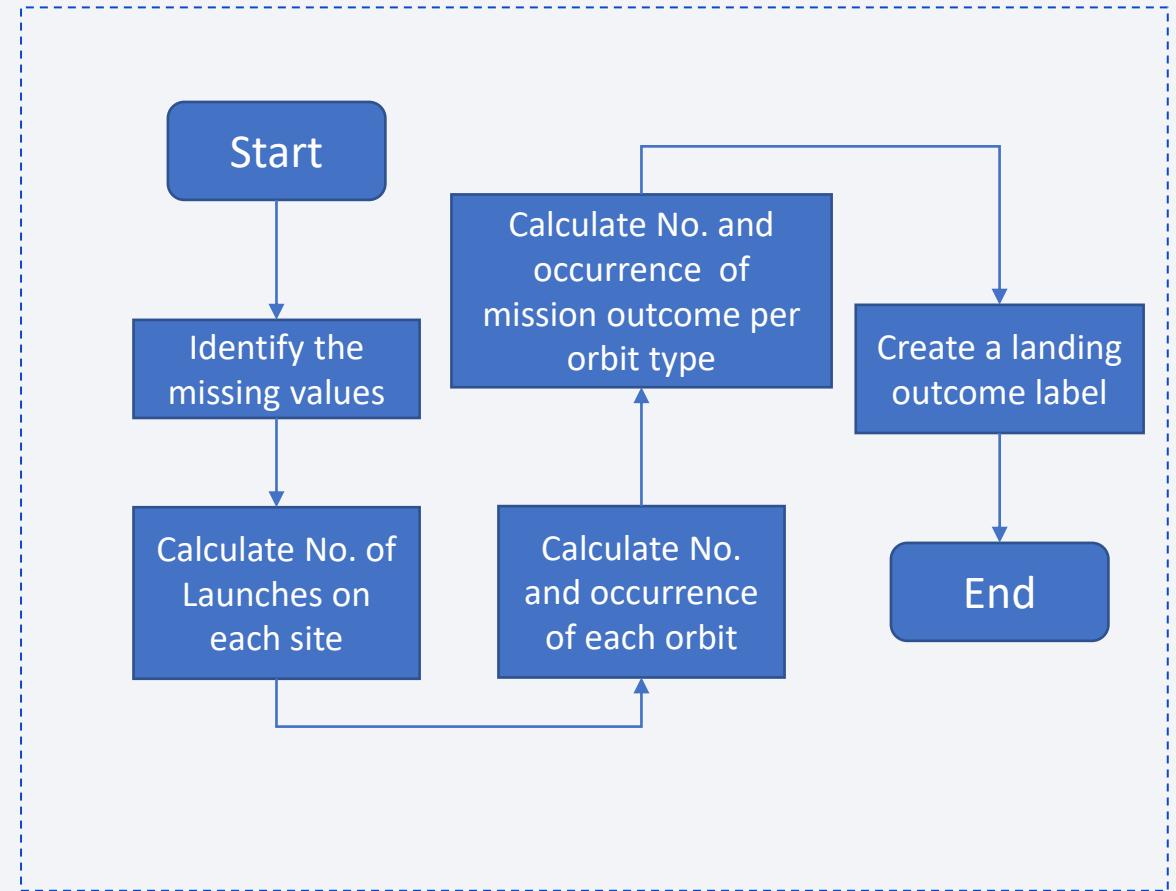 Start
Identify the
missing values
Calculate No. of
Launches on
each site
Calculate No.
and occurrence
of each orbit
Calculate No. and
occurrence of
mission outcome per
orbit type
Create a landing
outcome label
End